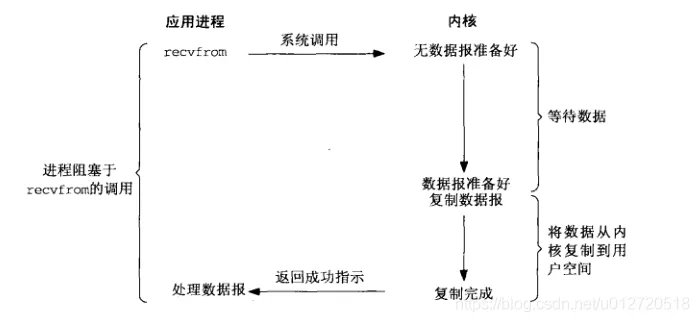 应用进程
内核
recvfrom
系统调用
无数据报准备好
等待数据
进程阻塞于
recvfrom的调用
数据报准备好
复制数据报
将数据从内
核复制到用
户空间
返回成功指示
处理数据报
复制完成
https://blog.csdn.net/u012720518